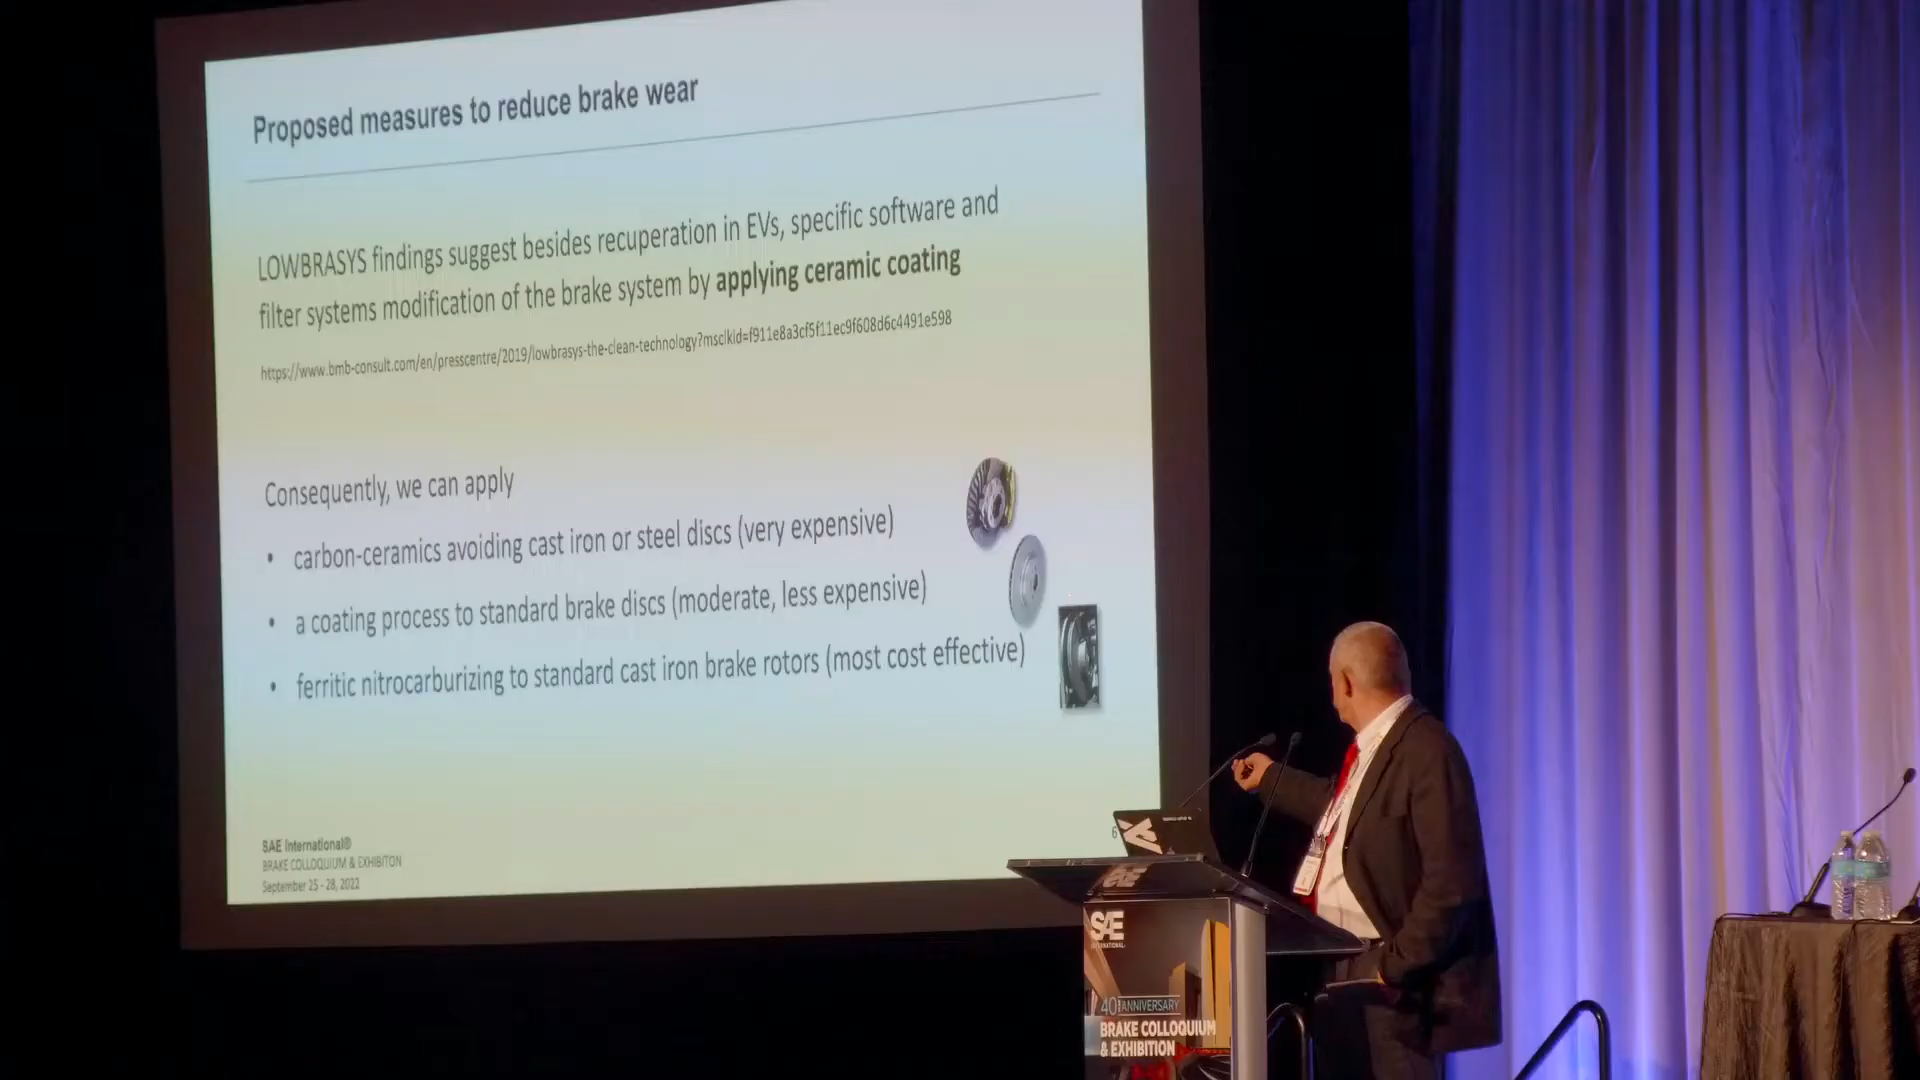 Proposed measures to reduce brake wear
LOWBRASYS findings suggest besides recuperation in EVs, specific software and
filter systems modification of the brake system by applying ceramic coating
https://www.bmb-consult.com/en/presscentre/2019/lowbrasys-the-clean-technology?msclkid=f911e8a3cf5f11ec9f608d6c4491e598
Consequently, we can apply
• carbon-ceramics avoiding cast iron or steel discs (very expensive)
• a coating process to standard brake discs (moderate, less expensive)
• ferritic nitrocarburizing to standard cast iron brake rotors (most cost effective)
SAE International®
BRAKE COLLOQUIUM & EXHIBITON
September 25 - 28, 2022
6
SAE
INTERNATIONAL
40 ANNIVERSARY
BRAKE COLLOQUIUM
& EXHIBITION